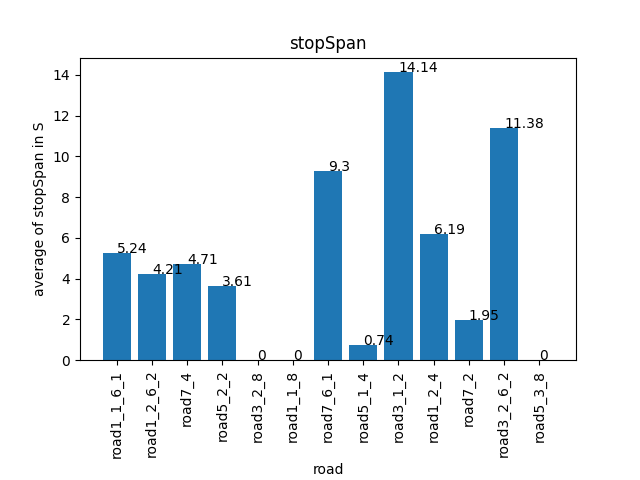 stopSpan
average of stopSpan in S
14
12
10
8
6
4
2
0
5.24
4.21
4.71
3.61
0
0
9.3
0.74
14.14
6.19
1.95
11.38
0
road1_1_6_1
road1_2_6_2
road7_4
road5_2_2
road3_2_8
road1_1_8
road7_6_1
road5_1_4
road3_1_2
road1_2_4
road7_2
road3_2_6_2
road5_3_8
road